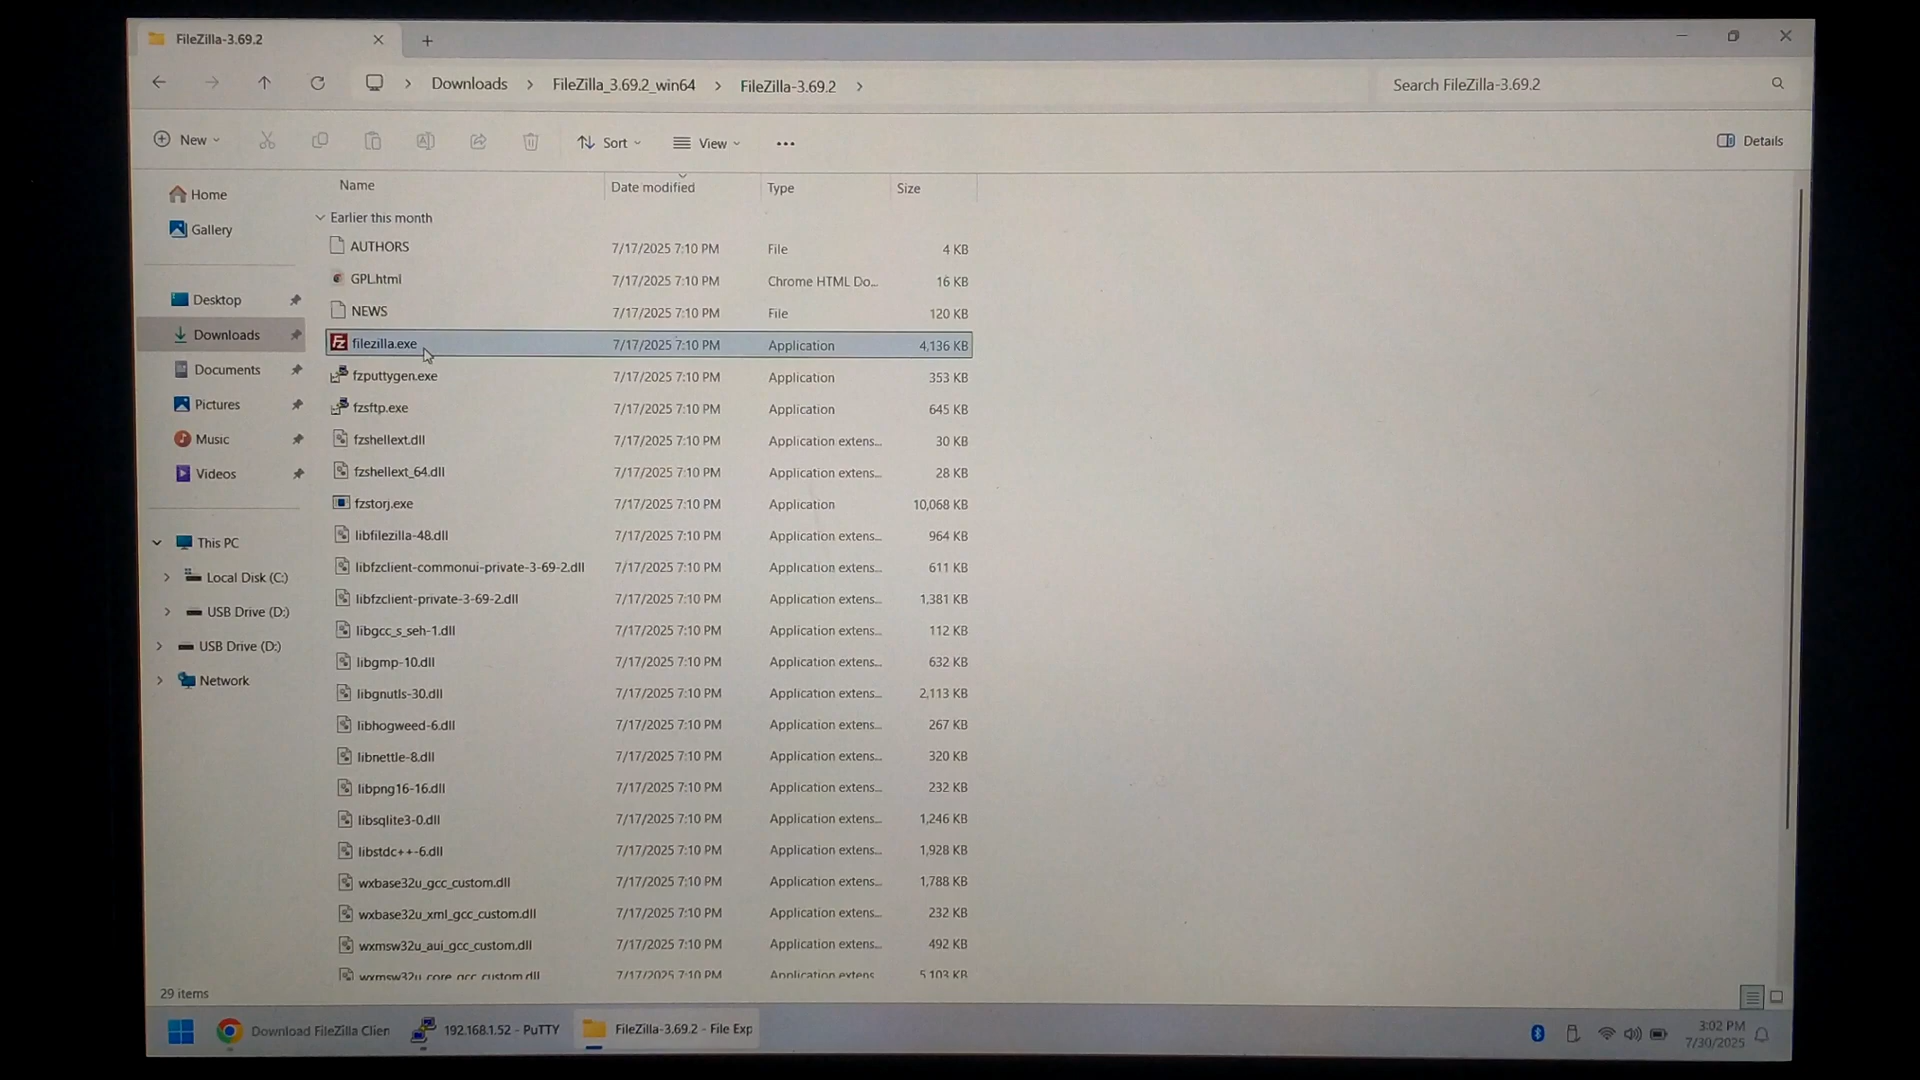 FileZilla-3.69.2
Downloads > FileZilla_3.69.2_win64 > FileZilla-3.69.2 >
Search FileZilla-3.69.2
New
Sort
View
Details
Name Date modified Type Size
Home
Gallery
Desktop
Downloads
Documents
Pictures
Music
Videos
This PC
Local Disk (C:)
USB Drive (D:)
USB Drive (D:)
Network
Earlier this month
AUTHORS 7/17/2025 7:10 PM File 4 KB
GPL.html 7/17/2025 7:10 PM Chrome HTML Do... 16 KB
NEWS 7/17/2025 7:10 PM File 120 KB
filezilla.exe 7/17/2025 7:10 PM Application 4,136 KB
fzputtygen.exe 7/17/2025 7:10 PM Application 353 KB
fzsftp.exe 7/17/2025 7:10 PM Application 645 KB
fzshellext.dll 7/17/2025 7:10 PM Application extens... 30 KB
fzshellext_64.dll 7/17/2025 7:10 PM Application extens... 28 KB
fzstorj.exe 7/17/2025 7:10 PM Application 10,068 KB
libfilezilla-48.dll 7/17/2025 7:10 PM Application extens... 964 KB
libfzclient-commonui-private-3-69-2.dll 7/17/2025 7:10 PM Application extens... 611 KB
libfzclient-private-3-69-2.dll 7/17/2025 7:10 PM Application extens... 1,381 KB
libgcc_s_seh-1.dll 7/17/2025 7:10 PM Application extens... 112 KB
libgmp-10.dll 7/17/2025 7:10 PM Application extens... 632 KB
libgnutls-30.dll 7/17/2025 7:10 PM Application extens... 2,113 KB
libhogweed-6.dll 7/17/2025 7:10 PM Application extens... 267 KB
libnettle-8.dll 7/17/2025 7:10 PM Application extens... 320 KB
libpng16-16.dll 7/17/2025 7:10 PM Application extens... 232 KB
libsqlite3-0.dll 7/17/2025 7:10 PM Application extens... 1,246 KB
libstdc++-6.dll 7/17/2025 7:10 PM Application extens... 1,928 KB
wxbase32u_gcc_custom.dll 7/17/2025 7:10 PM Application extens... 1,788 KB
wxbase32u_xml_gcc_custom.dll 7/17/2025 7:10 PM Application extens... 232 KB
wxmsw32u_aui_gcc_custom.dll 7/17/2025 7:10 PM Application extens... 492 KB
wxmsw32u_core_gcc_custom.dll 7/17/2025 7:10 PM Application extens 5,103 KB
29 items
Download FileZilla Clien
192.168.1.52 - PuTTY
FileZilla-3.69.2 - File Exp
3:02 PM
7/30/2025